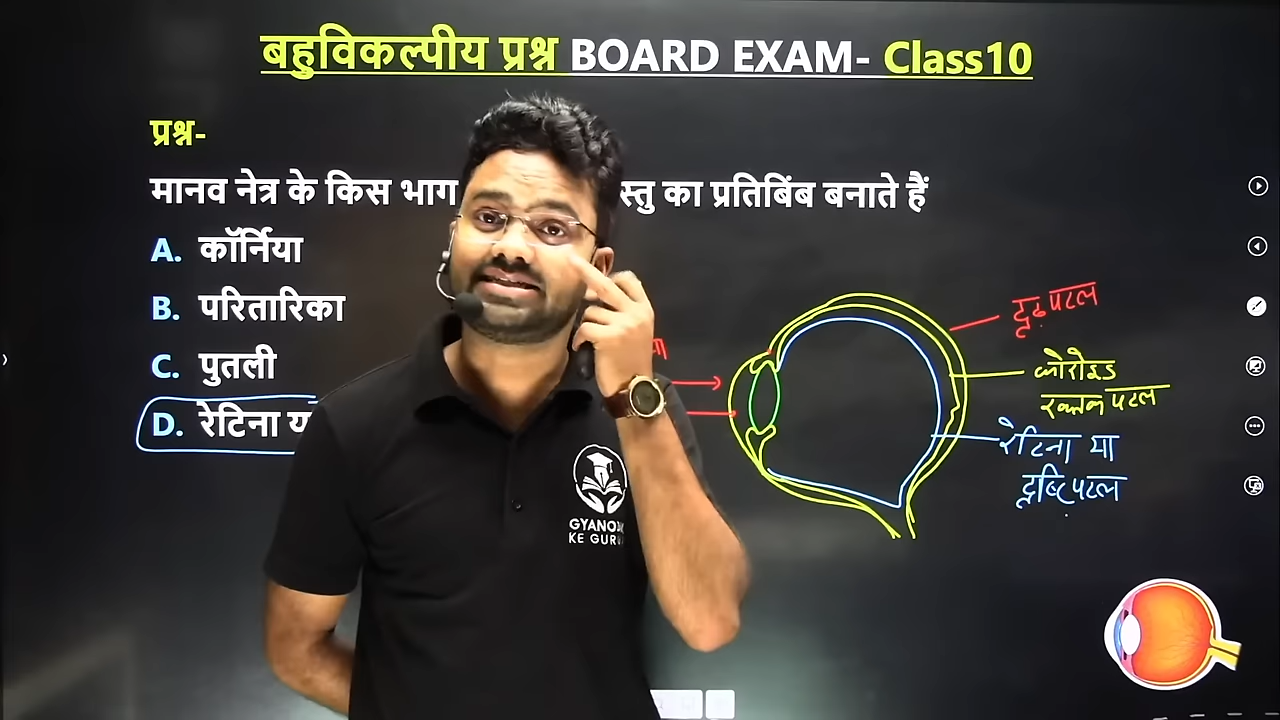 बहुविकल्पीय प्रश्न BOARD EXAM- Class10
प्रश्न-
मानव नेत्र के किस भाग स्तु का प्रतिबिंब बनाते हैं
A. कॉर्निया
B. परितारिका
C. पुतली
D. रेटिना य
दृढ़ पटल
कोरोइड
रक्तक पटल
रेटिना या
दृष्टि पटल
GYANO
KE GURU